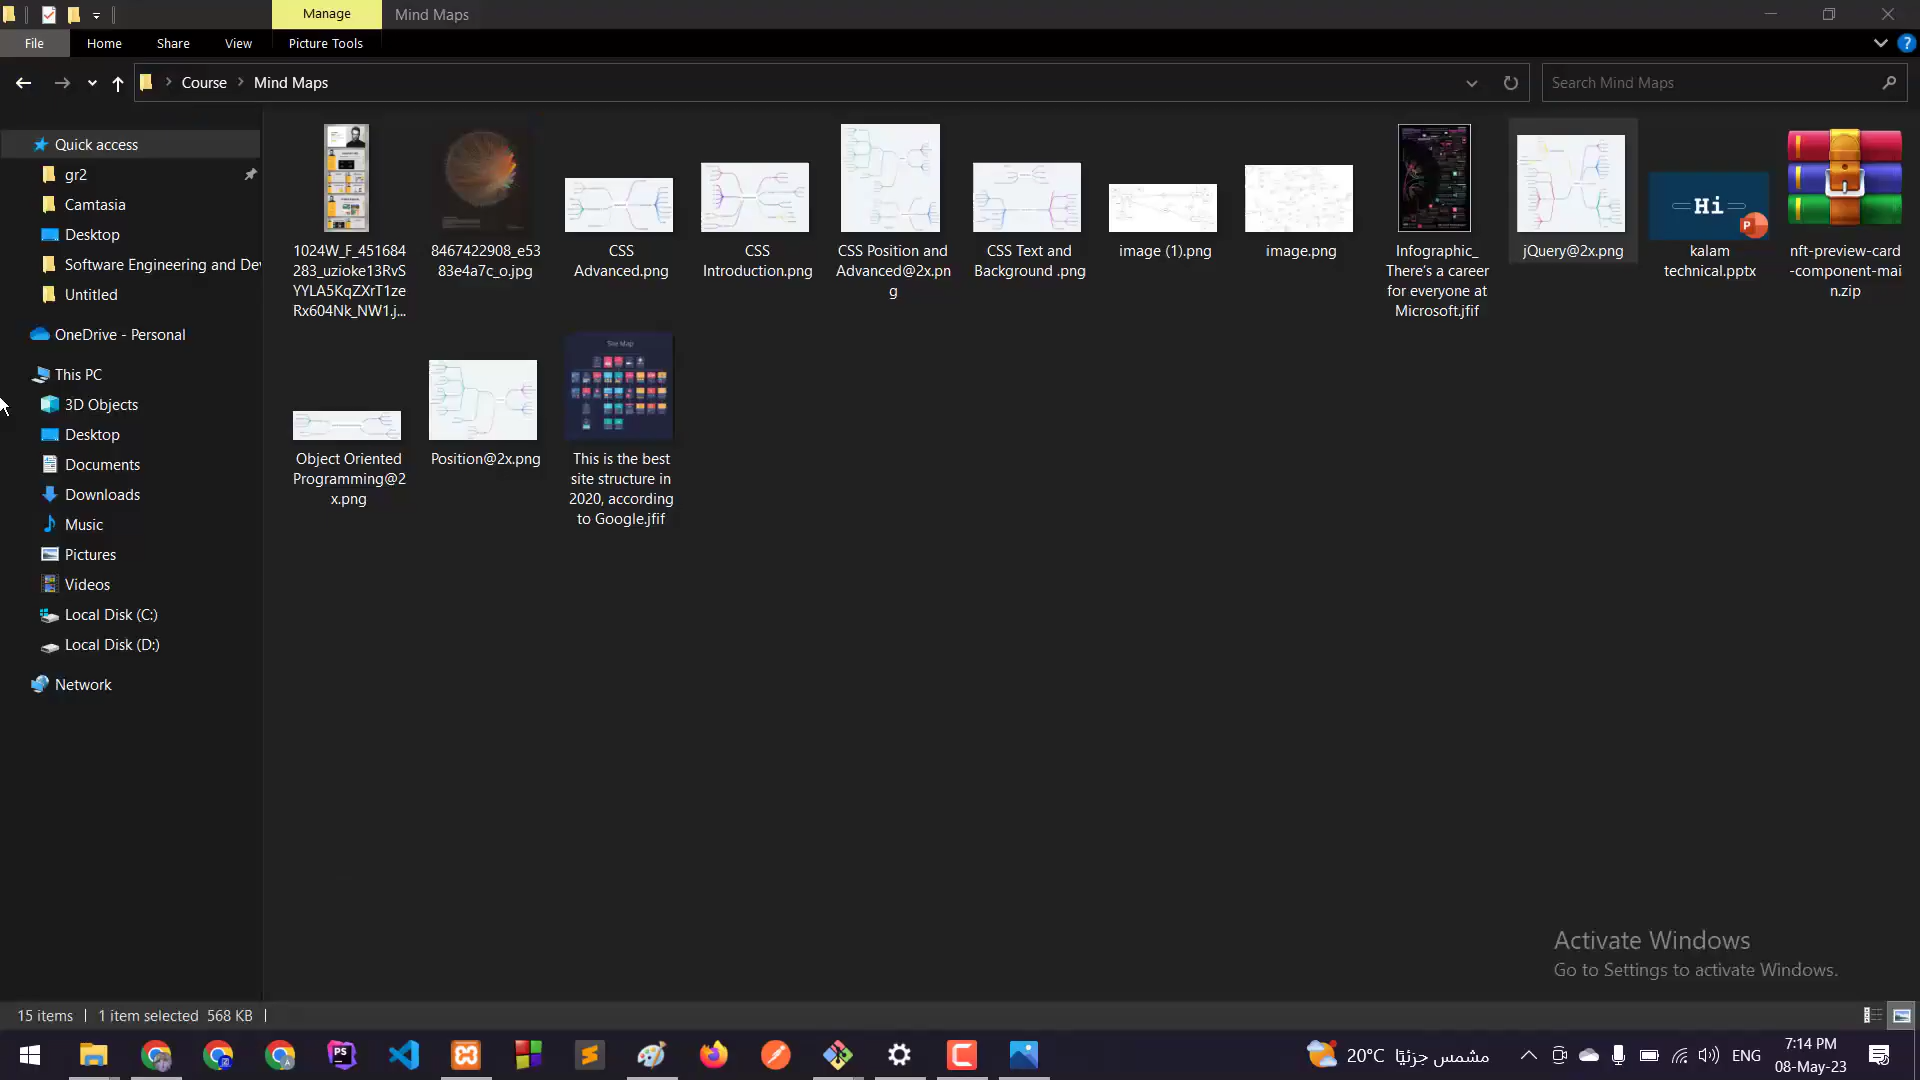 Manage
Mind Maps
File
Home
Share
View
Picture Tools
?
Course
Mind Maps
Search Mind Maps
Quick access
gr2
Camtasia
Desktop
Software Engineering and Dev
Untitled
OneDrive - Personal
This PC
3D Objects
Desktop
Documents
Downloads
Music
Pictures
Videos
Local Disk (C:)
Local Disk (D:)
Network
1024W_F_451684
283_uzioke13RvS
YYLA5KqZXrT1ze
Rx604Nk_NW1.j...
8467422908_e53
83e4a7c_o.jpg
CSS
Advanced.png
CSS
Introduction.png
CSS Position and
Advanced@2x.pn
g
CSS Text and
Background .png
image (1).png
image.png
Infographic_
There's a career
for everyone at
Microsoft.jfif
jQuery@2x.png
Hi
P
kalam
technical.pptx
nft-preview-card
-component-mai
n.zip
Object Oriented
Programming@2
x.png
Position@2x.png
Site Map
This is the best
site structure in
2020, according
to Google.jfif
Activate Windows
Go to Settings to activate Windows.
15 items
1 item selected 568 KB
PS
20°C مشمس جزئيًا
ENG
7:14 PM
08-May-23